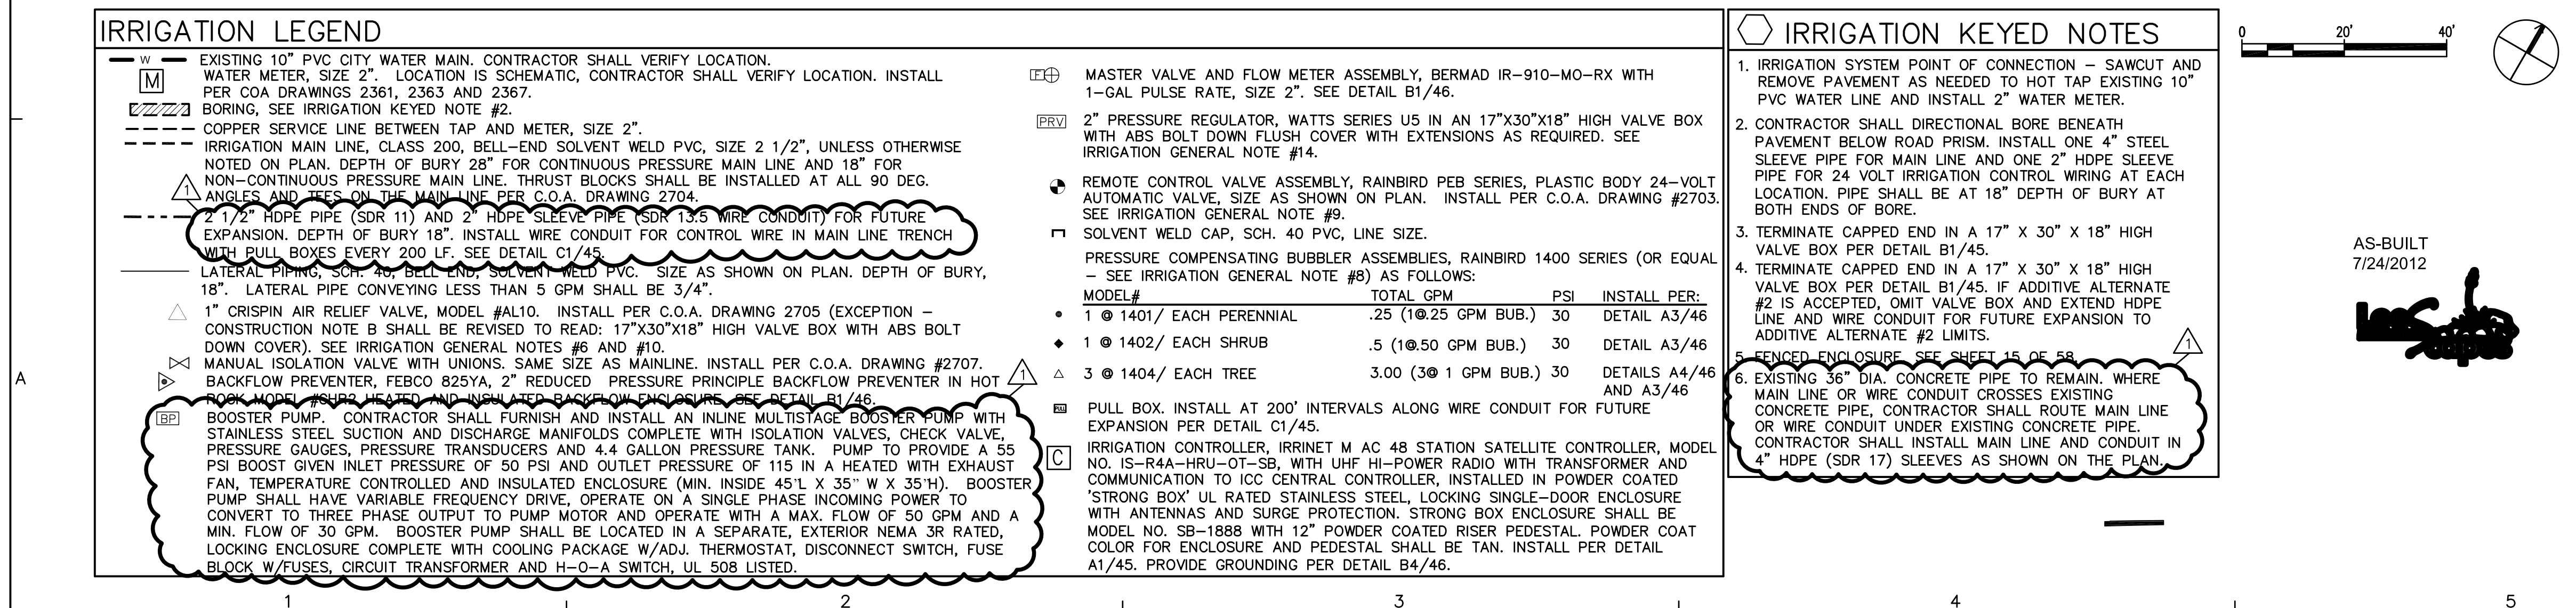 IRRIGATION LEGEND
W EXISTING 10" PVC CITY WATER MAIN. CONTRACTOR SHALL VERIFY LOCATION.
M WATER METER, SIZE 2". LOCATION IS SCHEMATIC, CONTRACTOR SHALL VERIFY LOCATION. INSTALL
PER COA DRAWINGS 2361, 2363 AND 2367.
BORING, SEE IRRIGATION KEYED NOTE #2.
COPPER SERVICE LINE BETWEEN TAP AND METER, SIZE 2".
IRRIGATION MAIN LINE, CLASS 200, BELL-END SOLVENT WELD PVC, SIZE 2 1/2", UNLESS OTHERWISE
NOTED ON PLAN. DEPTH OF BURY 28" FOR CONTINUOUS PRESSURE MAIN LINE AND 18" FOR
NON-CONTINUOUS PRESSURE MAIN LINE. THRUST BLOCKS SHALL BE INSTALLED AT ALL 90 DEG.
1 ANGLES AND TEES ON THE MAIN LINE PER C.O.A. DRAWING 2704.
2 1/2" HDPE PIPE (SDR 11) AND 2" HDPE SLEEVE PIPE (SDR 13.5 WIRE CONDUIT) FOR FUTURE
EXPANSION. DEPTH OF BURY 18". INSTALL WIRE CONDUIT FOR CONTROL WIRE IN MAIN LINE TRENCH
WITH PULL BOXES EVERY 200 LF. SEE DETAIL C1/45.
LATERAL PIPING, SCH. 40, BELL END, SOLVENT WELD PVC. SIZE AS SHOWN ON PLAN. DEPTH OF BURY,
18". LATERAL PIPE CONVEYING LESS THAN 5 GPM SHALL BE 3/4".
1" CRISPIN AIR RELIEF VALVE, MODEL #AL10. INSTALL PER C.O.A. DRAWING 2705 (EXCEPTION -
CONSTRUCTION NOTE B SHALL BE REVISED TO READ: 17"X30"X18" HIGH VALVE BOX WITH ABS BOLT
DOWN COVER). SEE IRRIGATION GENERAL NOTES #6 AND #10.
MANUAL ISOLATION VALVE WITH UNIONS. SAME SIZE AS MAINLINE. INSTALL PER C.O.A. DRAWING #2707.
BACKFLOW PREVENTER, FEBCO 825YA, 2" REDUCED PRESSURE PRINCIPLE BACKFLOW PREVENTER IN HOT 1
ROCK MODEL #CHB2 HEATED AND INSULATED BACKFLOW ENCLOSURE. SEE DETAIL B1/46.
BP BOOSTER PUMP. CONTRACTOR SHALL FURNISH AND INSTALL AN INLINE MULTISTAGE BOOSTER PUMP WITH
STAINLESS STEEL SUCTION AND DISCHARGE MANIFOLDS COMPLETE WITH ISOLATION VALVES, CHECK VALVE,
PRESSURE GAUGES, PRESSURE TRANSDUCERS AND 4.4 GALLON PRESSURE TANK. PUMP TO PROVIDE A 55
PSI BOOST GIVEN INLET PRESSURE OF 50 PSI AND OUTLET PRESSURE OF 115 IN A HEATED WITH EXHAUST
FAN, TEMPERATURE CONTROLLED AND INSULATED ENCLOSURE (MIN. INSIDE 45"L X 35" W X 35"H). BOOSTER
PUMP SHALL HAVE VARIABLE FREQUENCY DRIVE, OPERATE ON A SINGLE PHASE INCOMING POWER TO
CONVERT TO THREE PHASE OUTPUT TO PUMP MOTOR AND OPERATE WITH A MAX. FLOW OF 50 GPM AND A
MIN. FLOW OF 30 GPM. BOOSTER PUMP SHALL BE LOCATED IN A SEPARATE, EXTERIOR NEMA 3R RATED,
LOCKING ENCLOSURE COMPLETE WITH COOLING PACKAGE W/ADJ. THERMOSTAT, DISCONNECT SWITCH, FUSE
BLOCK W/FUSES, CIRCUIT TRANSFORMER AND H-O-A SWITCH, UL 508 LISTED.
F MASTER VALVE AND FLOW METER ASSEMBLY, BERMAD IR-910-MO-RX WITH
1-GAL PULSE RATE, SIZE 2". SEE DETAIL B1/46.
PRV 2" PRESSURE REGULATOR, WATTS SERIES U5 IN AN 17"X30"X18" HIGH VALVE BOX
WITH ABS BOLT DOWN FLUSH COVER WITH EXTENSIONS AS REQUIRED. SEE
IRRIGATION GENERAL NOTE #14.
REMOTE CONTROL VALVE ASSEMBLY, RAINBIRD PEB SERIES, PLASTIC BODY 24-VOLT
AUTOMATIC VALVE, SIZE AS SHOWN ON PLAN. INSTALL PER C.O.A. DRAWING #2703.
SEE IRRIGATION GENERAL NOTE #9.
SOLVENT WELD CAP, SCH. 40 PVC, LINE SIZE.
PRESSURE COMPENSATING BUBBLER ASSEMBLIES, RAINBIRD 1400 SERIES (OR EQUAL
- SEE IRRIGATION GENERAL NOTE #8) AS FOLLOWS:
MODEL# TOTAL GPM PSI INSTALL PER:
1 @ 1401/ EACH PERENNIAL .25 (1@.25 GPM BUB.) 30 DETAIL A3/46
1 @ 1402/ EACH SHRUB .5 (1@.50 GPM BUB.) 30 DETAIL A3/46
3 @ 1404/ EACH TREE 3.00 (3@ 1 GPM BUB.) 30 DETAILS A4/46
AND A3/46
PULL PULL BOX. INSTALL AT 200' INTERVALS ALONG WIRE CONDUIT FOR FUTURE
EXPANSION PER DETAIL C1/45.
C IRRIGATION CONTROLLER, IRRINET M AC 48 STATION SATELLITE CONTROLLER, MODEL
NO. IS-R4A-HRU-OT-SB, WITH UHF HI-POWER RADIO WITH TRANSFORMER AND
COMMUNICATION TO ICC CENTRAL CONTROLLER, INSTALLED IN POWDER COATED
'STRONG BOX' UL RATED STAINLESS STEEL, LOCKING SINGLE-DOOR ENCLOSURE
WITH ANTENNAS AND SURGE PROTECTION. STRONG BOX ENCLOSURE SHALL BE
MODEL NO. SB-1888 WITH 12" POWDER COATED RISER PEDESTAL. POWDER COAT
COLOR FOR ENCLOSURE AND PEDESTAL SHALL BE TAN. INSTALL PER DETAIL
A1/45. PROVIDE GROUNDING PER DETAIL B4/46.
IRRIGATION KEYED NOTES
1. IRRIGATION SYSTEM POINT OF CONNECTION - SAWCUT AND
REMOVE PAVEMENT AS NEEDED TO HOT TAP EXISTING 10"
PVC WATER LINE AND INSTALL 2" WATER METER.
2. CONTRACTOR SHALL DIRECTIONAL BORE BENEATH
PAVEMENT BELOW ROAD PRISM. INSTALL ONE 4" STEEL
SLEEVE PIPE FOR MAIN LINE AND ONE 2" HDPE SLEEVE
PIPE FOR 24 VOLT IRRIGATION CONTROL WIRING AT EACH
LOCATION. PIPE SHALL BE AT 18" DEPTH OF BURY AT
BOTH ENDS OF BORE.
3. TERMINATE CAPPED END IN A 17" X 30" X 18" HIGH
VALVE BOX PER DETAIL B1/45.
4. TERMINATE CAPPED END IN A 17" X 30" X 18" HIGH
VALVE BOX PER DETAIL B1/45. IF ADDITIVE ALTERNATE
#2 IS ACCEPTED, OMIT VALVE BOX AND EXTEND HDPE
LINE AND WIRE CONDUIT FOR FUTURE EXPANSION TO
ADDITIVE ALTERNATE #2 LIMITS.
5. FENCED ENCLOSURE. SEE SHEET 15 OF 58. 1
6. EXISTING 36" DIA. CONCRETE PIPE TO REMAIN. WHERE
MAIN LINE OR WIRE CONDUIT CROSSES EXISTING
CONCRETE PIPE, CONTRACTOR SHALL ROUTE MAIN LINE
OR WIRE CONDUIT UNDER EXISTING CONCRETE PIPE.
CONTRACTOR SHALL INSTALL MAIN LINE AND CONDUIT IN
4" HDPE (SDR 17) SLEEVES AS SHOWN ON THE PLAN.
0 20' 40'
AS-BUILT
7/24/2012
A
1 2 3 4 5